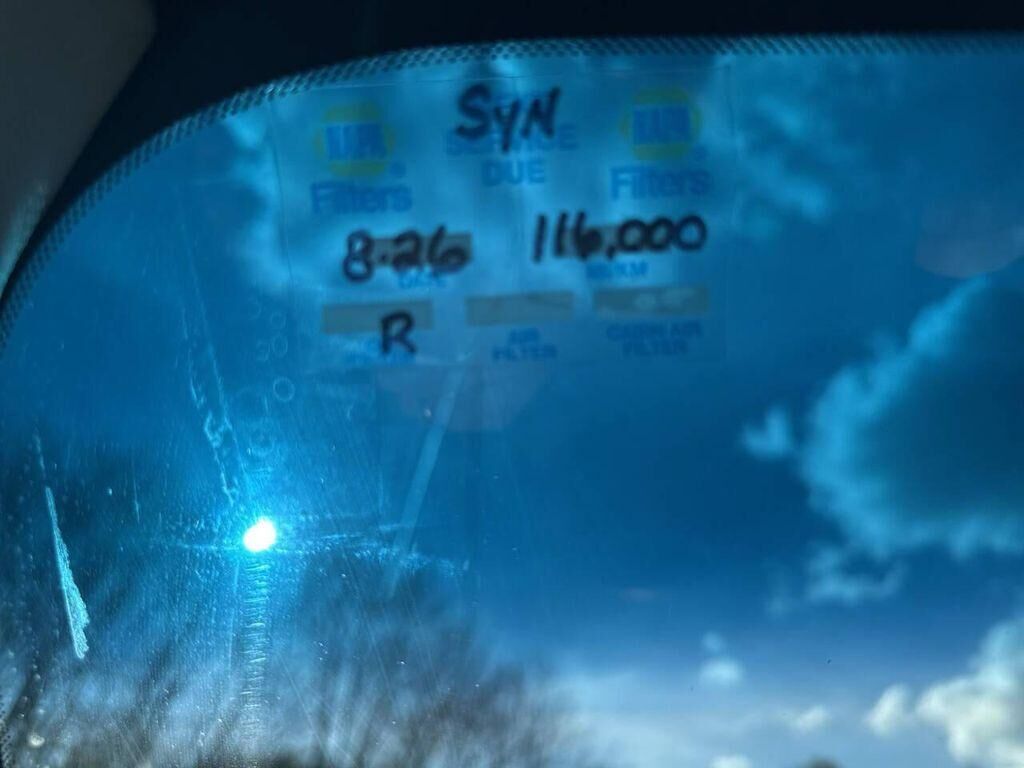 NAPA SYN NAPA
SERVICE
Filters DUE Filters
8-26 116,000
DATE MI/KM
R
AIR CABIN AIR
FILTER FILTER